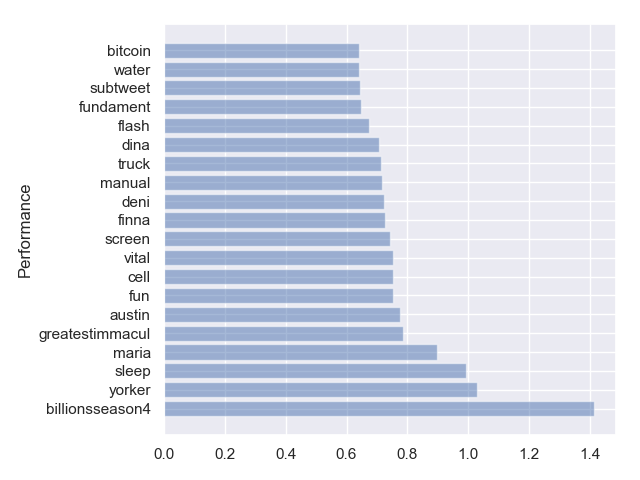 bitcoin
water
subtweet
fundament
flash
dina
truck
manual
deni
finna
screen
vital
cell
fun
austin
greatestimmacul
maria
sleep
yorker
billionsseason4
Performance
0.0 0.2 0.4 0.6 0.8 1.0 1.2 1.4